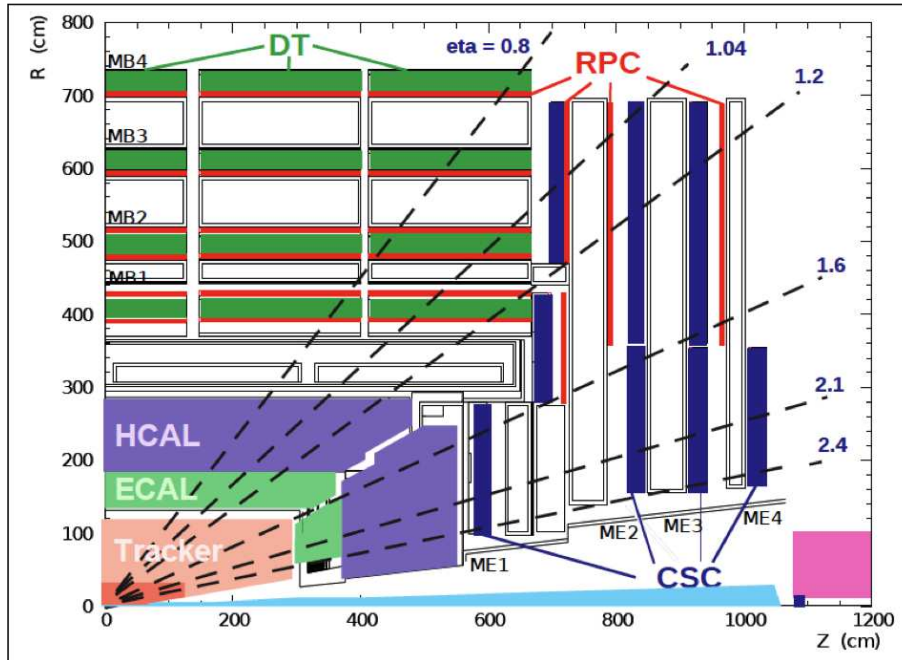 R (cm)
800
700
600
500
400
300
200
100
0
0
200
400
600
800
1000
1200
Z (cm)
MB4
MB3
MB2
MB1
DT
RPC
eta = 0.8
1.04
1.2
1.6
2.1
2.4
HCAL
ECAL
Tracker
ME1
ME2
ME3
ME4
CSC